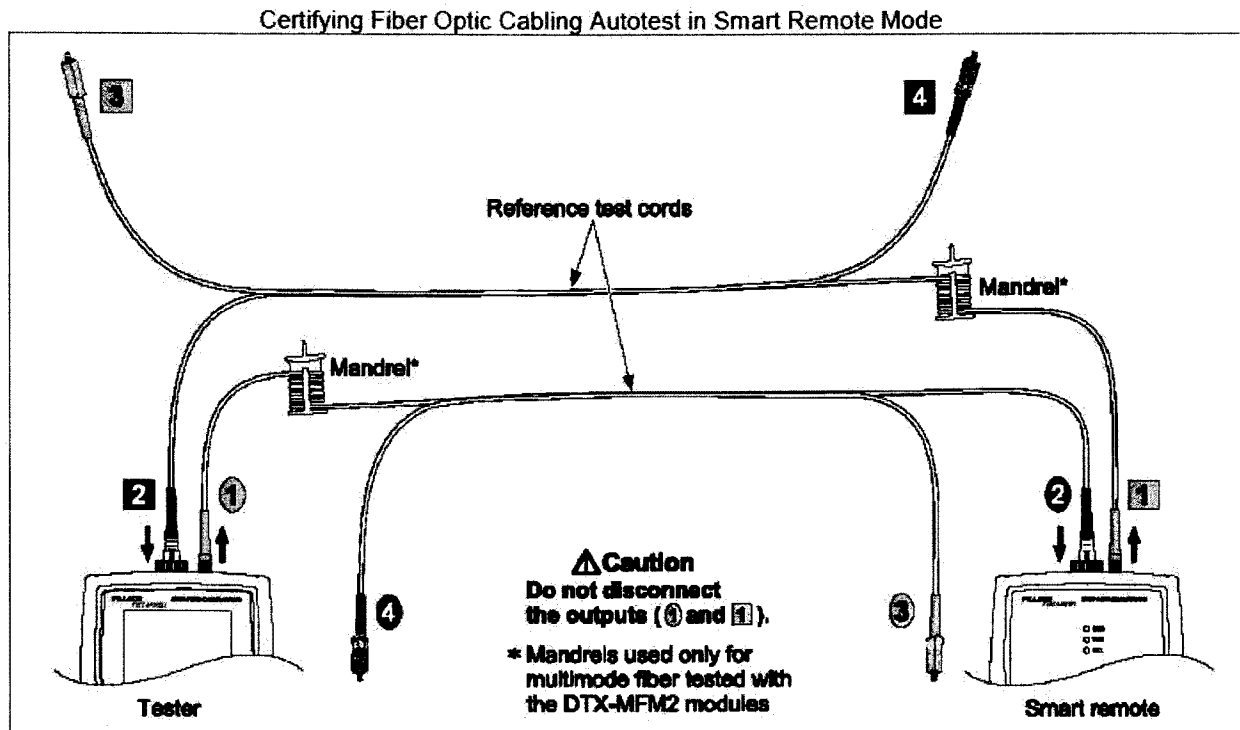 Certifying Fiber Optic Cabling Autotest in Smart Remote Mode
3
4
Reference test cords
Mandrel*
Mandrel*
2
1
2
1
⚠Caution
Do not disconnect
the outputs (1 and 1).
4
3
* Mandrels used only for
multimode fiber tested with
the DTX-MFM2 modules
Tester
Smart remote